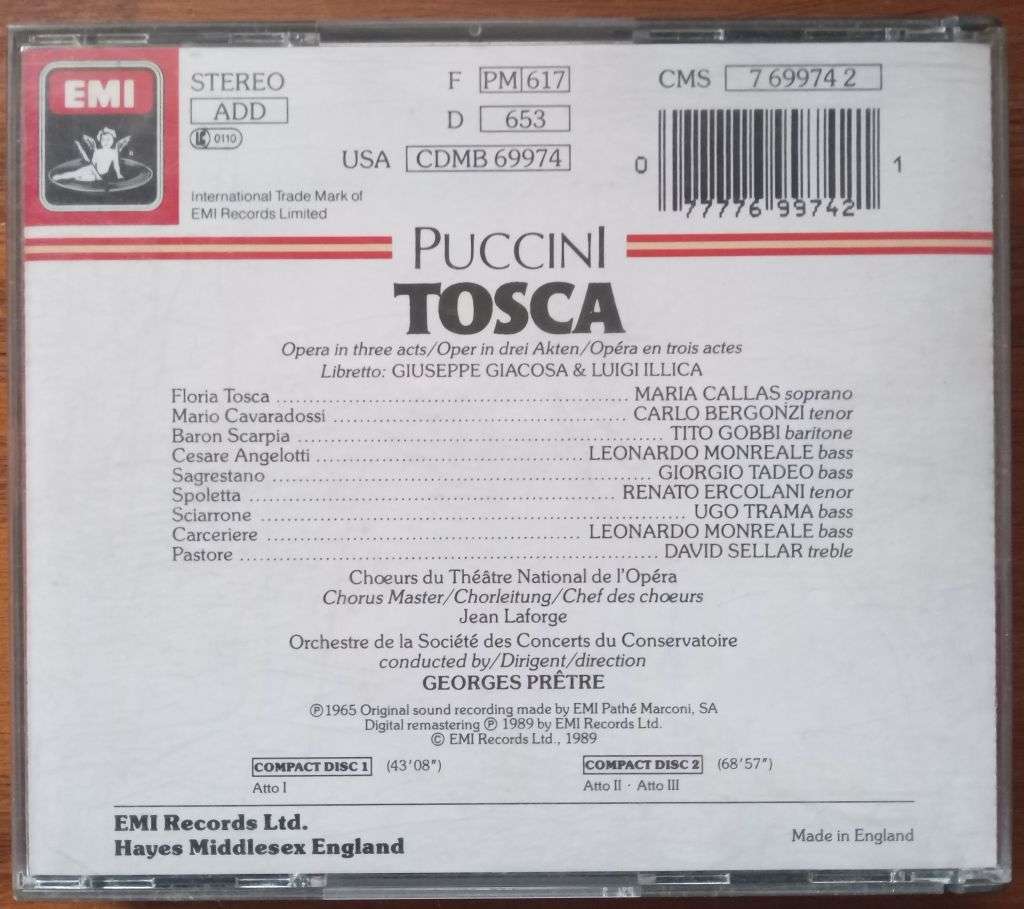 EMI
STEREO
ADD
LC 0110
International Trade Mark of
EMI Records Limited
F PM 617
D 653
USA CDMB 69974
CMS 7 69974 2
0 77776 99742 1
PUCCINI
TOSCA
Opera in three acts/Oper in drei Akten/Opéra en trois actes
Libretto: GIUSEPPE GIACOSA & LUIGI ILLICA
Floria Tosca ........ MARIA CALLAS soprano
Mario Cavaradossi ........ CARLO BERGONZI tenor
Baron Scarpia ........ TITO GOBBI baritone
Cesare Angelotti ........ LEONARDO MONREALE bass
Sagrestano ........ GIORGIO TADEO bass
Spoletta ........ RENATO ERCOLANI tenor
Sciarrone ........ UGO TRAMA bass
Carceriere ........ LEONARDO MONREALE bass
Pastore ........ DAVID SELLAR treble
Chœurs du Théâtre National de l'Opéra
Chorus Master/Chorleitung/Chef des chœurs
Jean Laforge
Orchestre de la Société des Concerts du Conservatoire
conducted by/Dirigent/direction
GEORGES PRÊTRE
℗ 1965 Original sound recording made by EMI Pathé Marconi, SA
Digital remastering ℗ 1989 by EMI Records Ltd.
© EMI Records Ltd., 1989
COMPACT DISC 1 (43'08")
Atto I
COMPACT DISC 2 (68'57")
Atto II · Atto III
EMI Records Ltd.
Hayes Middlesex England
Made in England